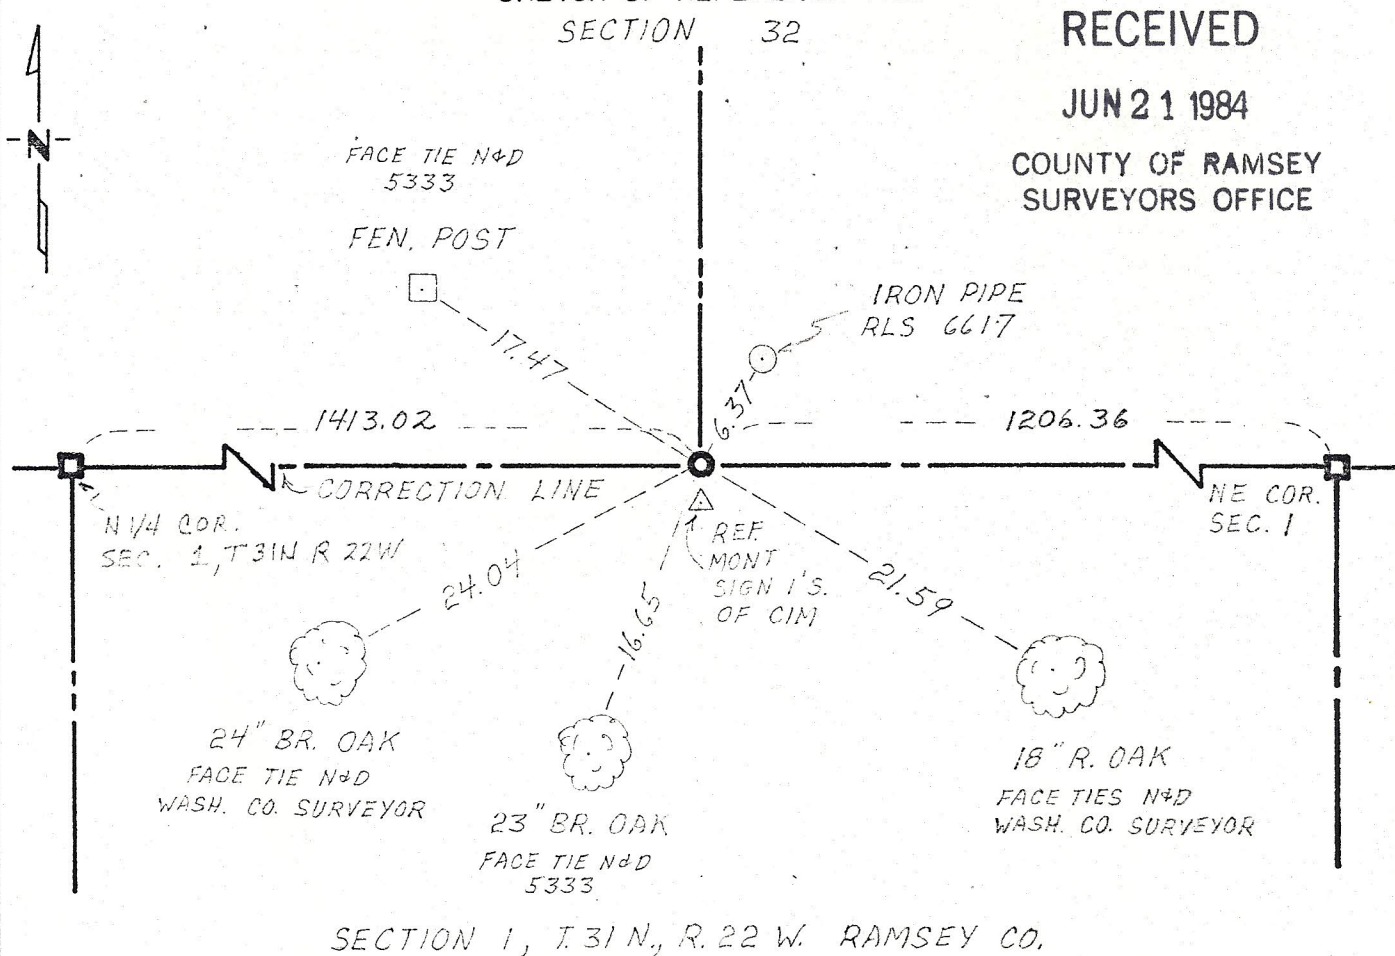 SECTION 32
RECEIVED
JUN 21 1984
COUNTY OF RAMSEY
SURVEYORS OFFICE
N
FACE TIE N&D
5333
FEN. POST
IRON PIPE
RLS 6617
17.47
6.37
1413.02
1206.36
CORRECTION LINE
N 1/4 COR.
SEC. 1, T 31N R 22W
NE COR.
SEC. 1
REF.
MONT
SIGN 1'S.
OF CIM
24.04
16.65
21.59
24" BR. OAK
FACE TIE N&D
WASH. CO. SURVEYOR
23" BR. OAK
FACE TIE N&D
5333
18" R. OAK
FACE TIES N&D
WASH. CO. SURVEYOR
SECTION 1, T. 31 N., R. 22 W. RAMSEY CO.